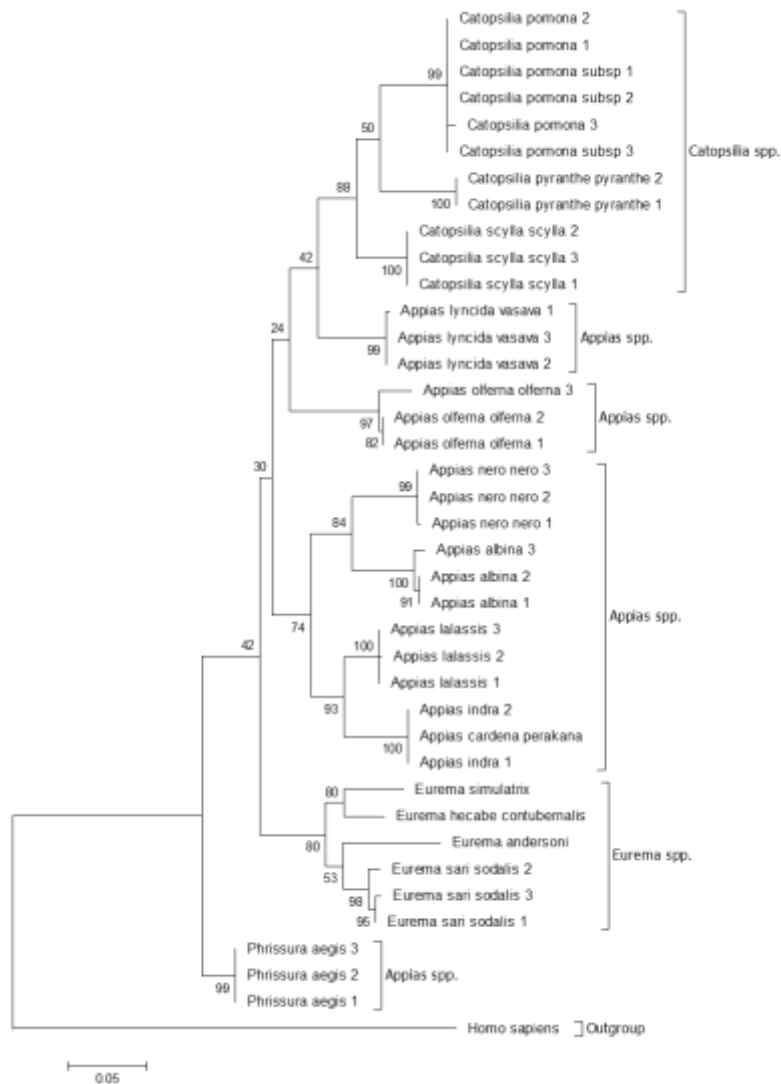 Catopsilia pomona 2
Catopsilia pomona 1
Catopsilia pomona subsp 1
99
Catopsilia pomona subsp 2
50
Catopsilia pomona 3
Catopsilia pomona subsp 3
Catopsilia spp.
Catopsilia pyranthe pyranthe 2
88
100
Catopsilia pyranthe pyranthe 1
Catopsilia scylla scylla 2
42
Catopsilia scylla scylla 3
100
Catopsilia scylla scylla 1
Appias lyncida vasava 1
24
Appias lyncida vasava 3
Appias spp.
99
Appias lyncida vasava 2
Appias olferna olferna 3
97
Appias olferna olferna 2
Appias spp.
82
Appias olferna olferna 1
30
Appias nero nero 3
99
Appias nero nero 2
84
Appias nero nero 1
Appias albina 3
100
Appias albina 2
91
Appias albina 1
Appias spp.
74
Appias lalassis 3
42
100
Appias lalassis 2
Appias lalassis 1
93
Appias indra 2
Appias cardena perakana
100
Appias indra 1
80
Eurema simulatrix
Eurema hecabe contubernalis
80
Eurema andersoni
Eurema spp.
53
Eurema sari sodalis 2
98
Eurema sari sodalis 3
95
Eurema sari sodalis 1
Phrissura aegis 3
Phrissura aegis 2
Appias spp.
99
Phrissura aegis 1
Homo sapiens
Outgroup
0.05